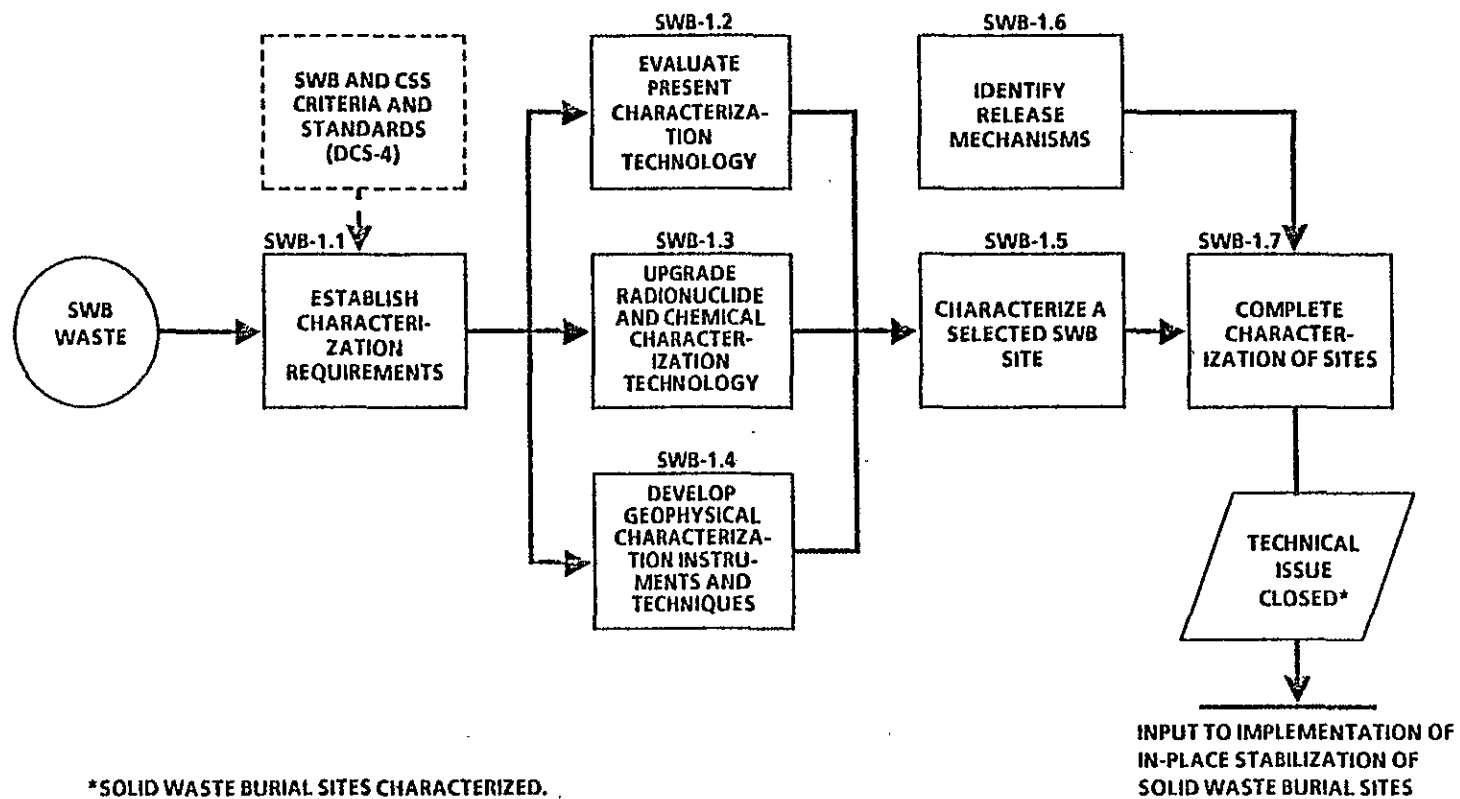 SWB-1.2
EVALUATE
PRESENT
CHARACTERIZA-
TION
TECHNOLOGY
SWB-1.6
IDENTIFY
RELEASE
MECHANISMS
SWB AND CSS
CRITERIA AND
STANDARDS
(DCS-4)
SWB
WASTE
SWB-1.1
ESTABLISH
CHARACTERI-
ZATION
REQUIREMENTS
SWB-1.3
UPGRADE
RADIONUCLIDE
AND CHEMICAL
CHARACTER-
IZATION
TECHNOLOGY
SWB-1.5
CHARACTERIZE A
SELECTED SWB
SITE
SWB-1.7
COMPLETE
CHARACTER-
IZATION OF SITES
SWB-1.4
DEVELOP
GEOPHYSICAL
CHARACTERIZA-
TION INSTRU-
MENTS AND
TECHNIQUES
TECHNICAL
ISSUE
CLOSED*
INPUT TO IMPLEMENTATION OF
IN-PLACE STABILIZATION OF
SOLID WASTE BURIAL SITES
*SOLID WASTE BURIAL SITES CHARACTERIZED.